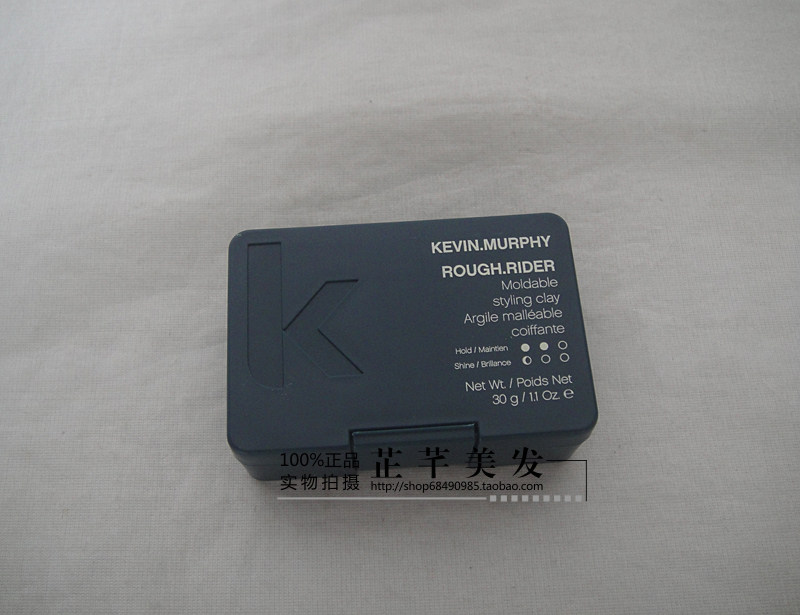 KEVIN.MURPHY
ROUGH.RIDER
Moldable
styling clay
Argile malléable
coiffante
Hold / Maintien
Shine / Brillance
Net Wt. / Poids Net
30 g / 1.1 Oz. e
100%正品
实物拍摄
芷芊美发
http://shop68490985.taobao.com